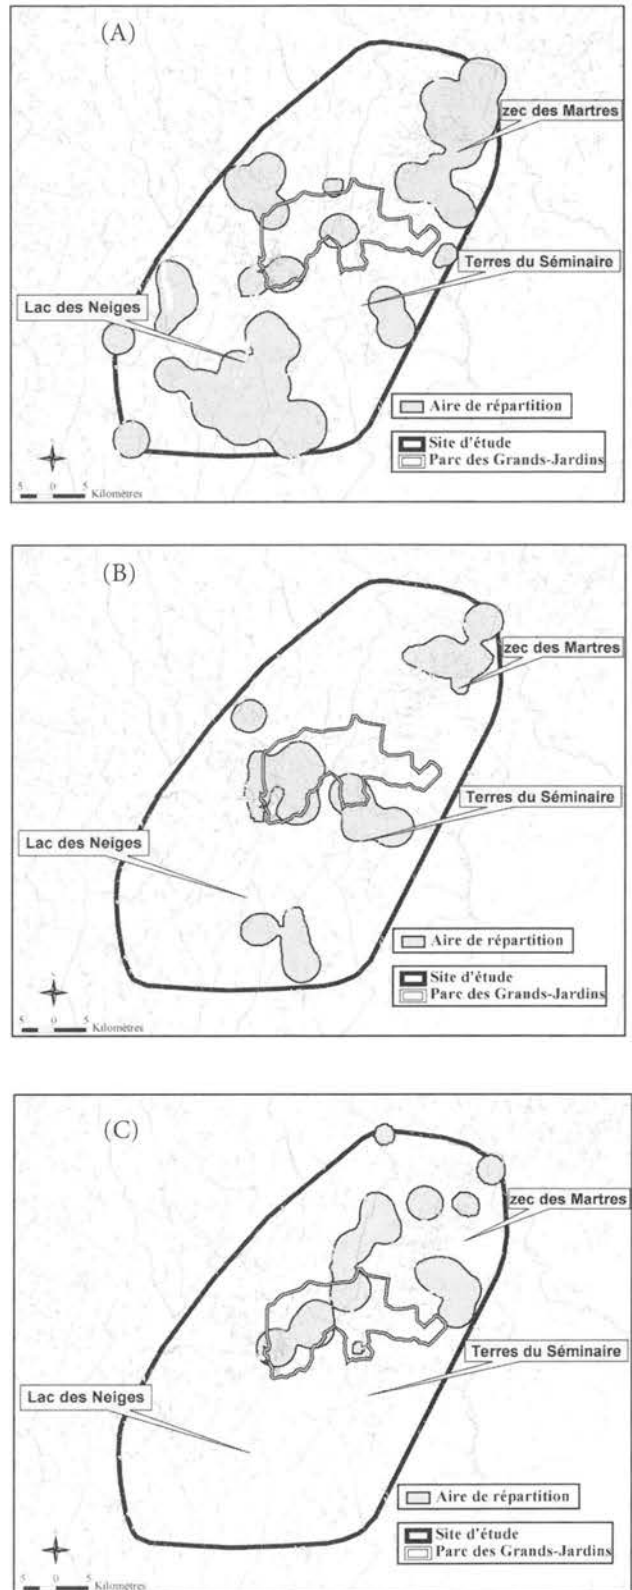 (A)
zec des Martres
Terres du Séminaire
Lac des Neiges
Aire de répartition
Site d'étude
Parc des Grands-Jardins
5 0 5 Kilomètres
(B)
zec des Martres
Terres du Séminaire
Lac des Neiges
Aire de répartition
Site d'étude
Parc des Grands-Jardins
5 0 5 Kilomètres
(C)
zec des Martres
Terres du Séminaire
Lac des Neiges
Aire de répartition
Site d'étude
Parc des Grands-Jardins
5 0 5 Kilomètres